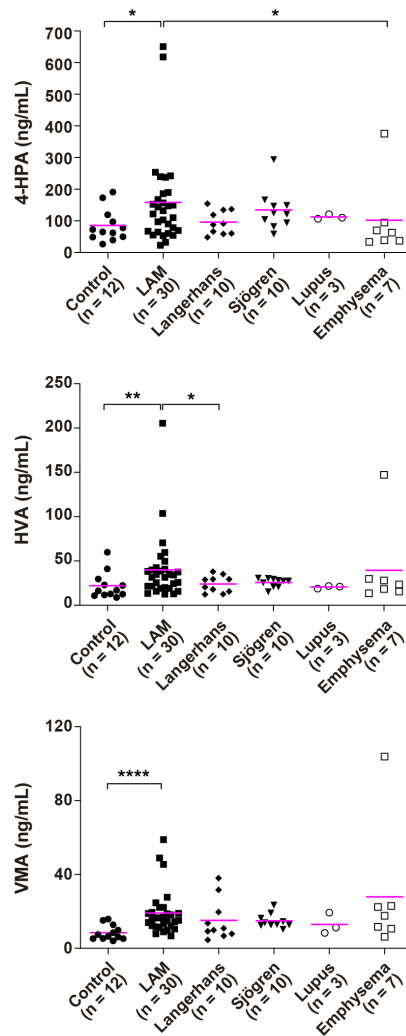 *
*
700
600
500
400
300
200
100
0
4-HPA (ng/mL)
Control
(n = 12)
LAM
(n = 30)
Langerhans
(n = 10)
Sjögren
(n = 10)
Lupus
(n = 3)
Emphysema
(n = 7)
**
*
250
200
150
100
50
0
HVA (ng/mL)
Control
(n = 12)
LAM
(n = 30)
Langerhans
(n = 10)
Sjögren
(n = 10)
Lupus
(n = 3)
Emphysema
(n = 7)
****
120
80
40
0
VMA (ng/mL)
Control
(n = 12)
LAM
(n = 30)
Langerhans
(n = 10)
Sjögren
(n = 10)
Lupus
(n = 3)
Emphysema
(n = 7)